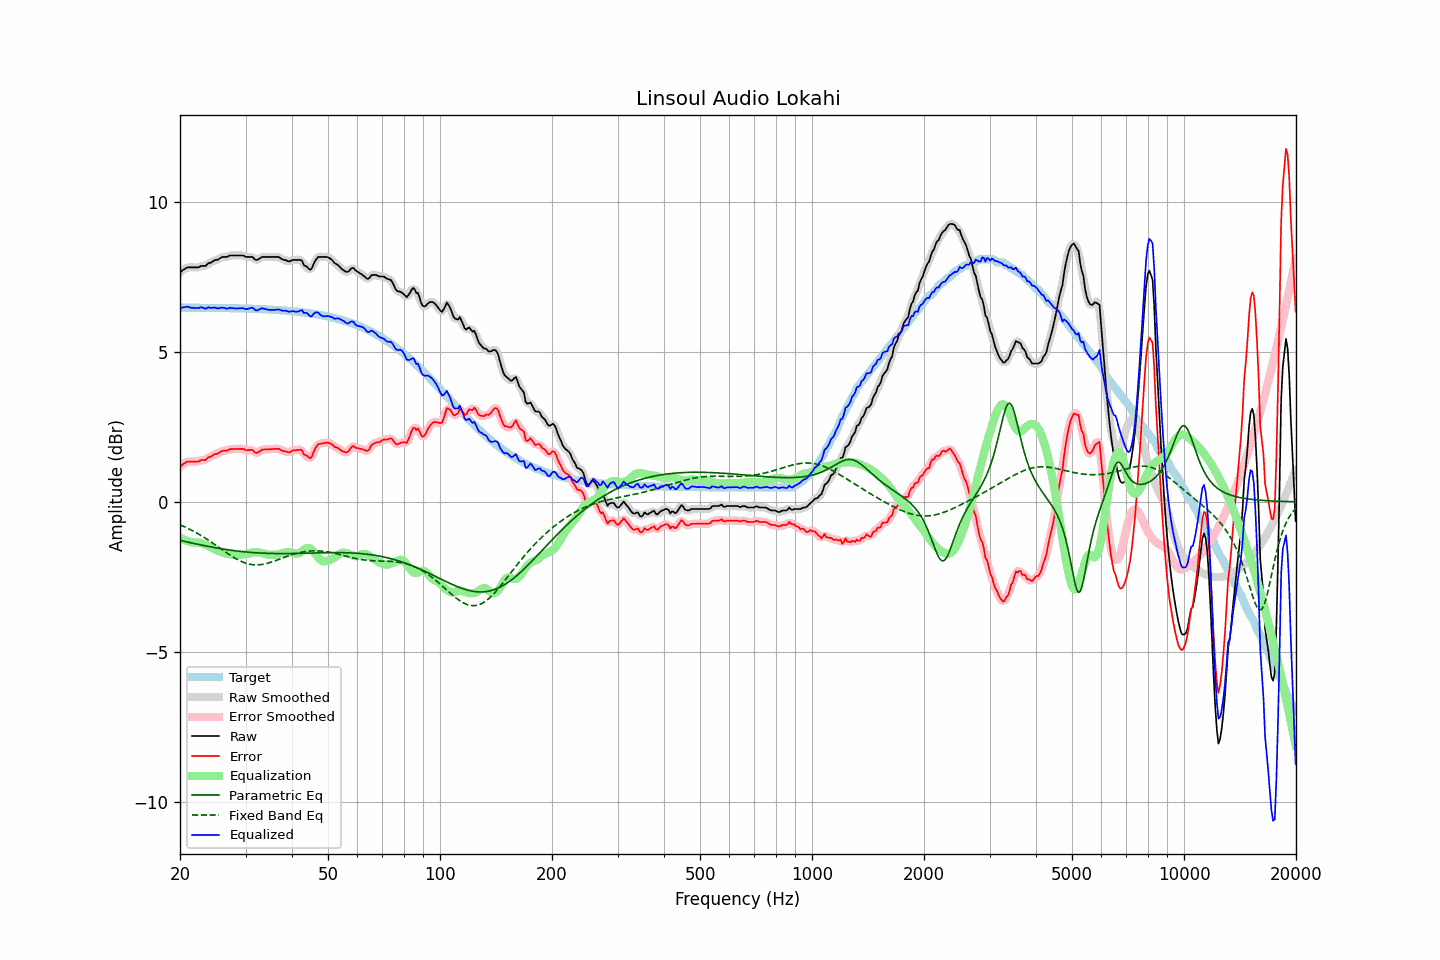 Linsoul Audio Lokahi
Amplitude (dBr)
10
5
0
−5
−10
Target
Raw Smoothed
Error Smoothed
Raw
Error
Equalization
Parametric Eq
Fixed Band Eq
Equalized
20 50 100 200 500 1000 2000 5000 10000 20000
Frequency (Hz)